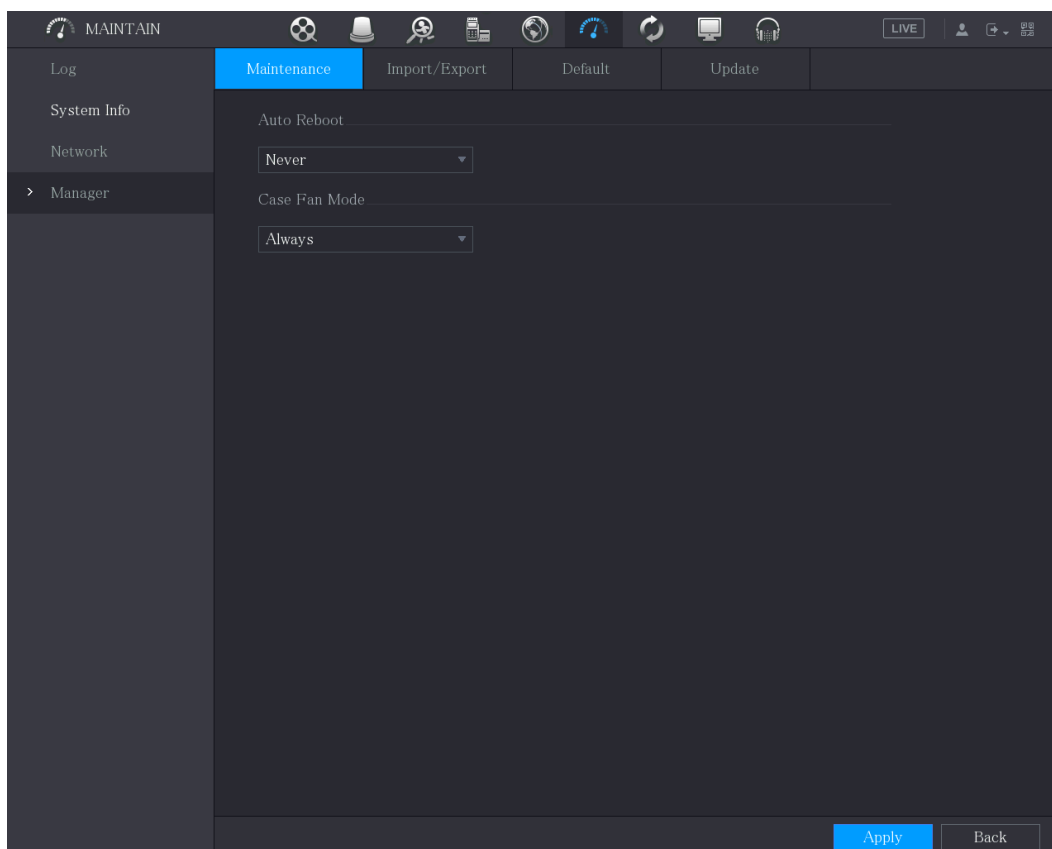 MAINTAIN
LIVE
Log
Maintenance
Import/Export
Default
Update
System Info
Auto Reboot
Network
Never
Manager
Case Fan Mode
Always
Apply
Back